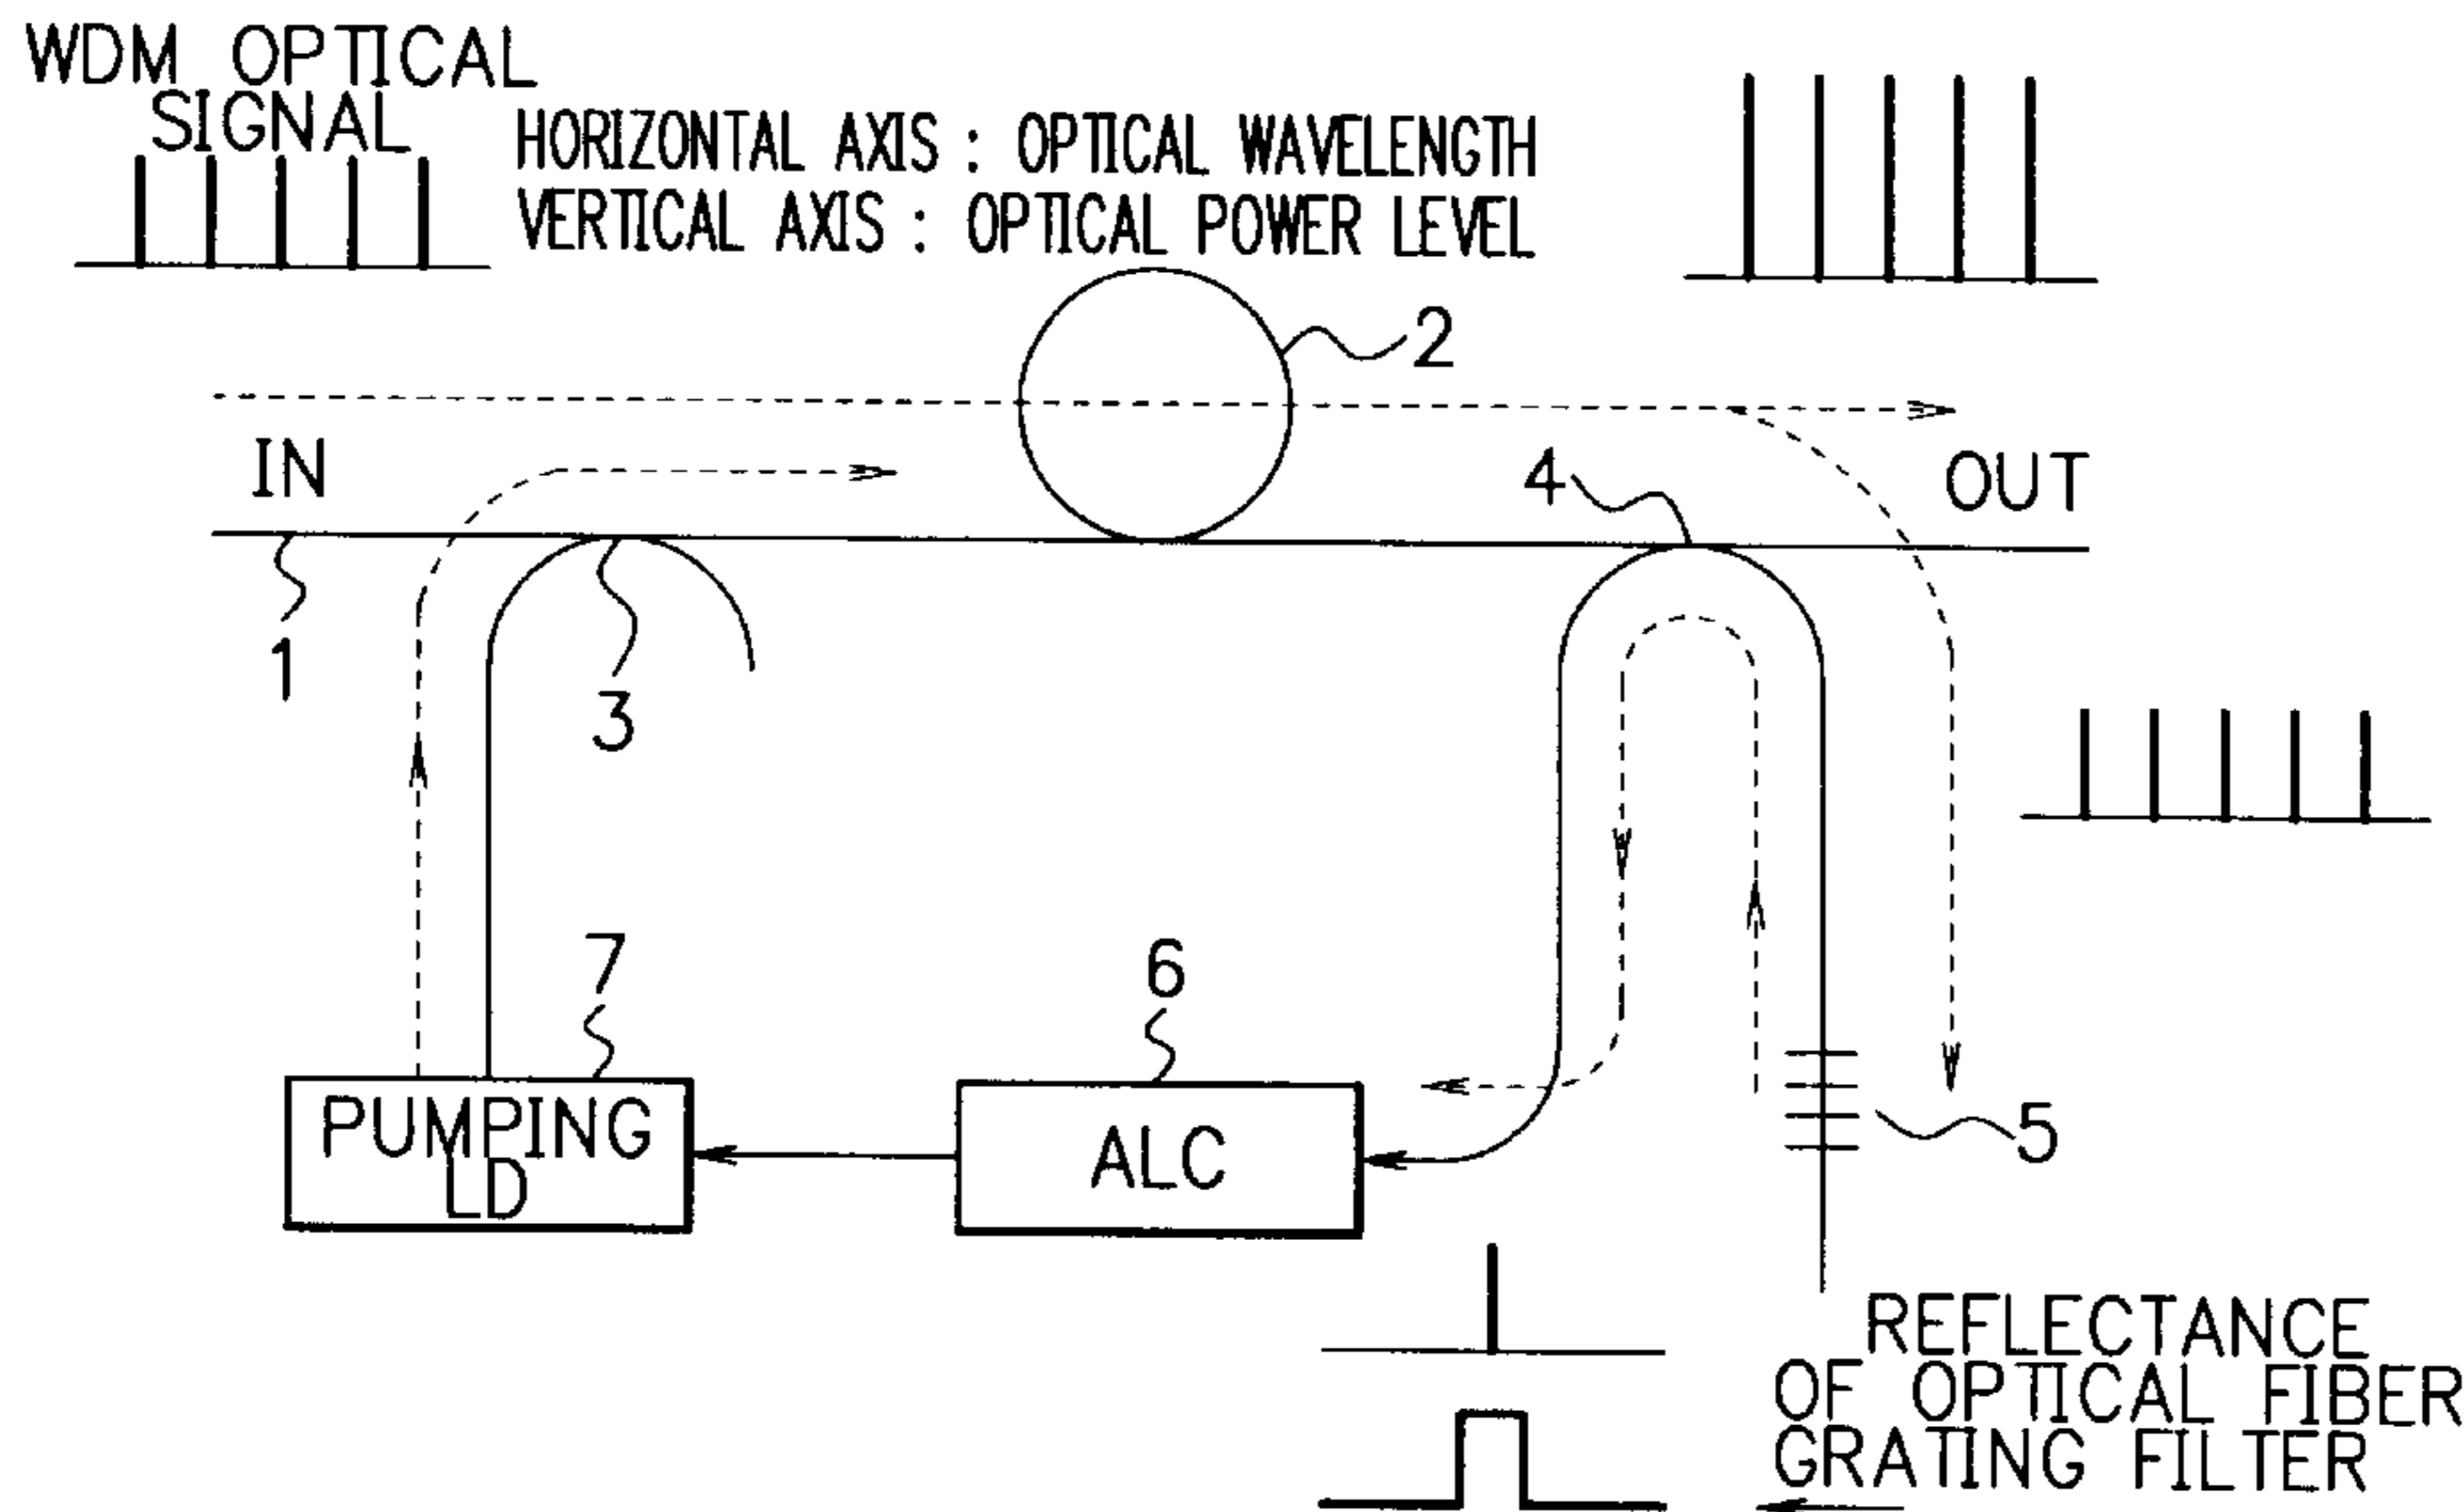 WDM OPTICAL
SIGNAL
HORIZONTAL AXIS : OPTICAL WAVELENGTH
VERTICAL AXIS : OPTICAL POWER LEVEL
2
IN
4
OUT
1
3
7
6
PUMPING
LD
ALC
5
REFLECTANCE
OF OPTICAL FIBER
GRATING FILTER